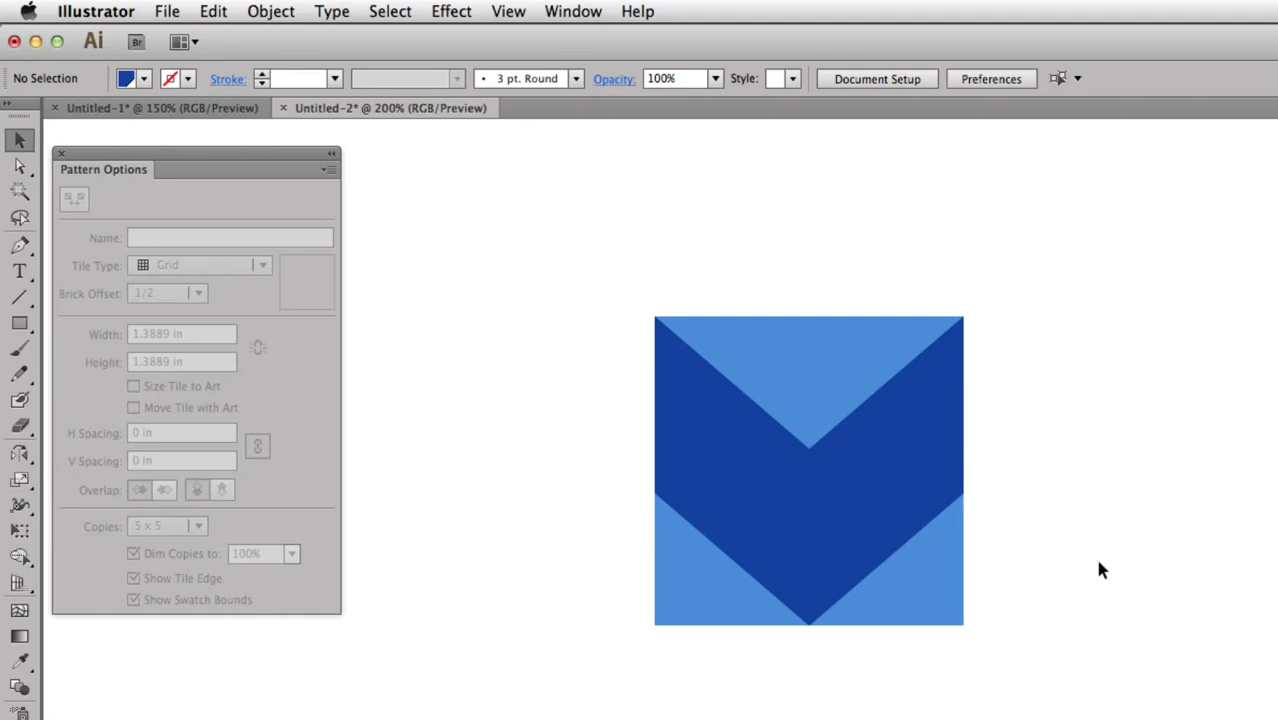 Illustrator File Edit Object Type Select Effect View Window Help
Ai Br
No Selection Stroke: 3 pt. Round Opacity: 100% Style: Document Setup Preferences
Untitled-1* @ 150% (RGB/Preview) Untitled-2* @ 200% (RGB/Preview)
Pattern Options
Name:
Tile Type: Grid
Brick Offset: 1/2
Width: 1.3889 in
Height: 1.3889 in
Size Tile to Art
Move Tile with Art
H Spacing: 0 in
V Spacing: 0 in
Overlap:
Copies: 5 x 5
Dim Copies to: 100%
Show Tile Edge
Show Swatch Bounds